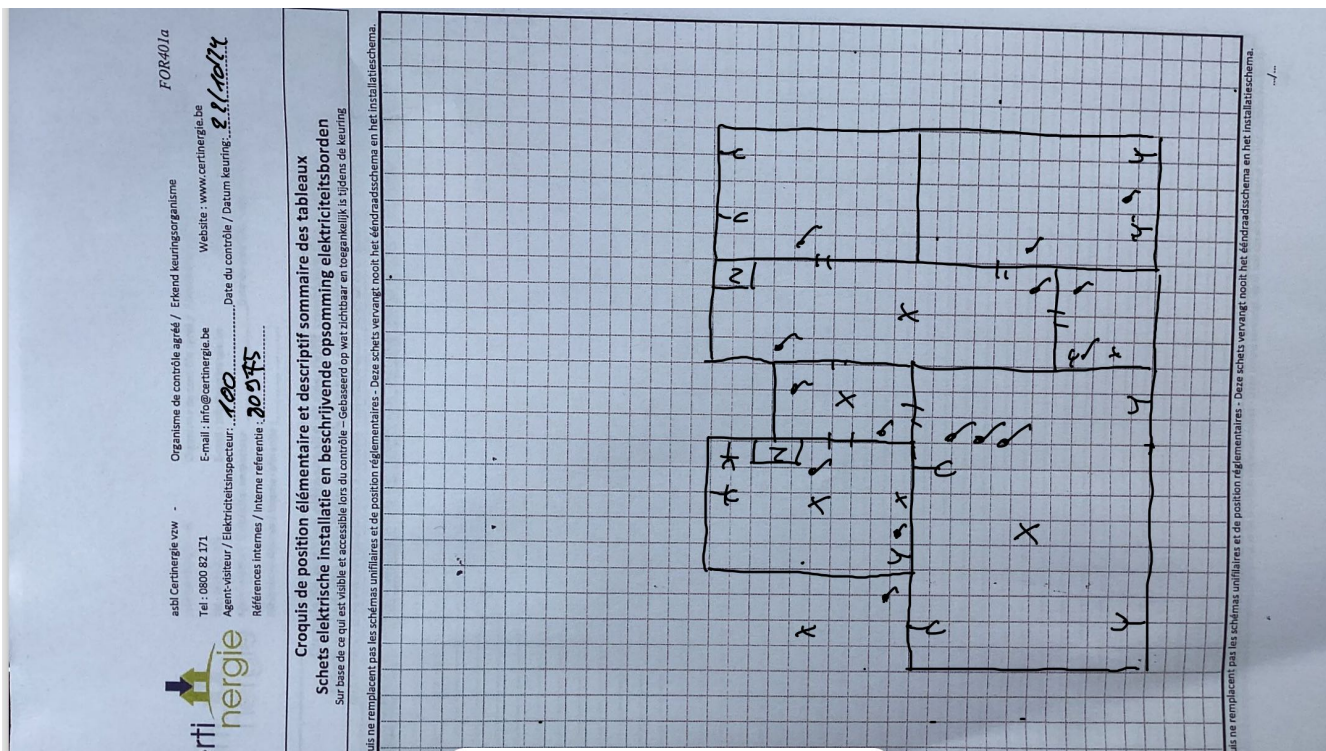 FOR401a
rti
nergie
asbl Certinergie vzw - Organisme de contrôle agréé / Erkend keuringsorganisme
Tel : 0800 82 171 E-mail : info@certinergie.be Website : www.certinergie.be
Agent-visiteur / Elektriciteitsinspecteur: 100 Date du contrôle / Datum keuring:
Références internes / Interne referentie : 20975
Croquis de position élémentaire et descriptif sommaire des tableaux
Schets elektrische installatie en beschrijvende opsomming elektriciteitsborden
Sur base de ce qui est visible et accessible lors du contrôle – Gebaseerd op wat zichtbaar en toegankelijk is tijdens de keuring
uis ne remplacent pas les schémas unifilaires et de position réglementaires - Deze schets vervangt nooit het ééndraadsschema en het installatieschema.
uis ne remplacent pas les schémas unifilaires et de position réglementaires - Deze schets vervangt nooit het ééndraadsschema en het installatieschema.
.../...